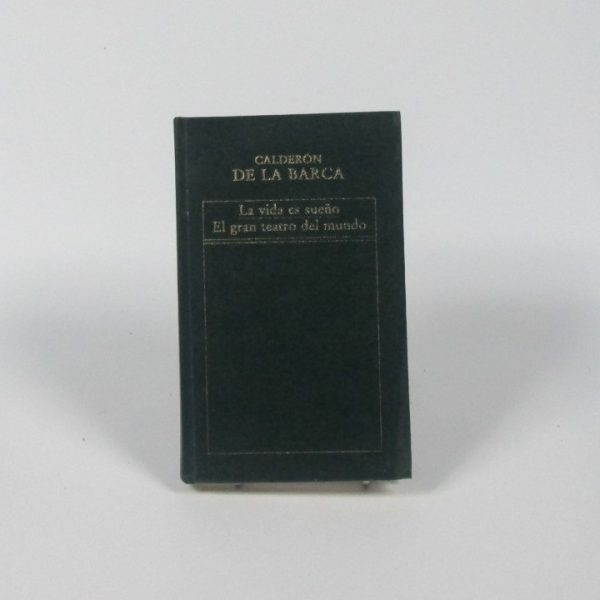 CALDERÓN
DE LA BARCA
La vida es sueño
El gran teatro del mundo